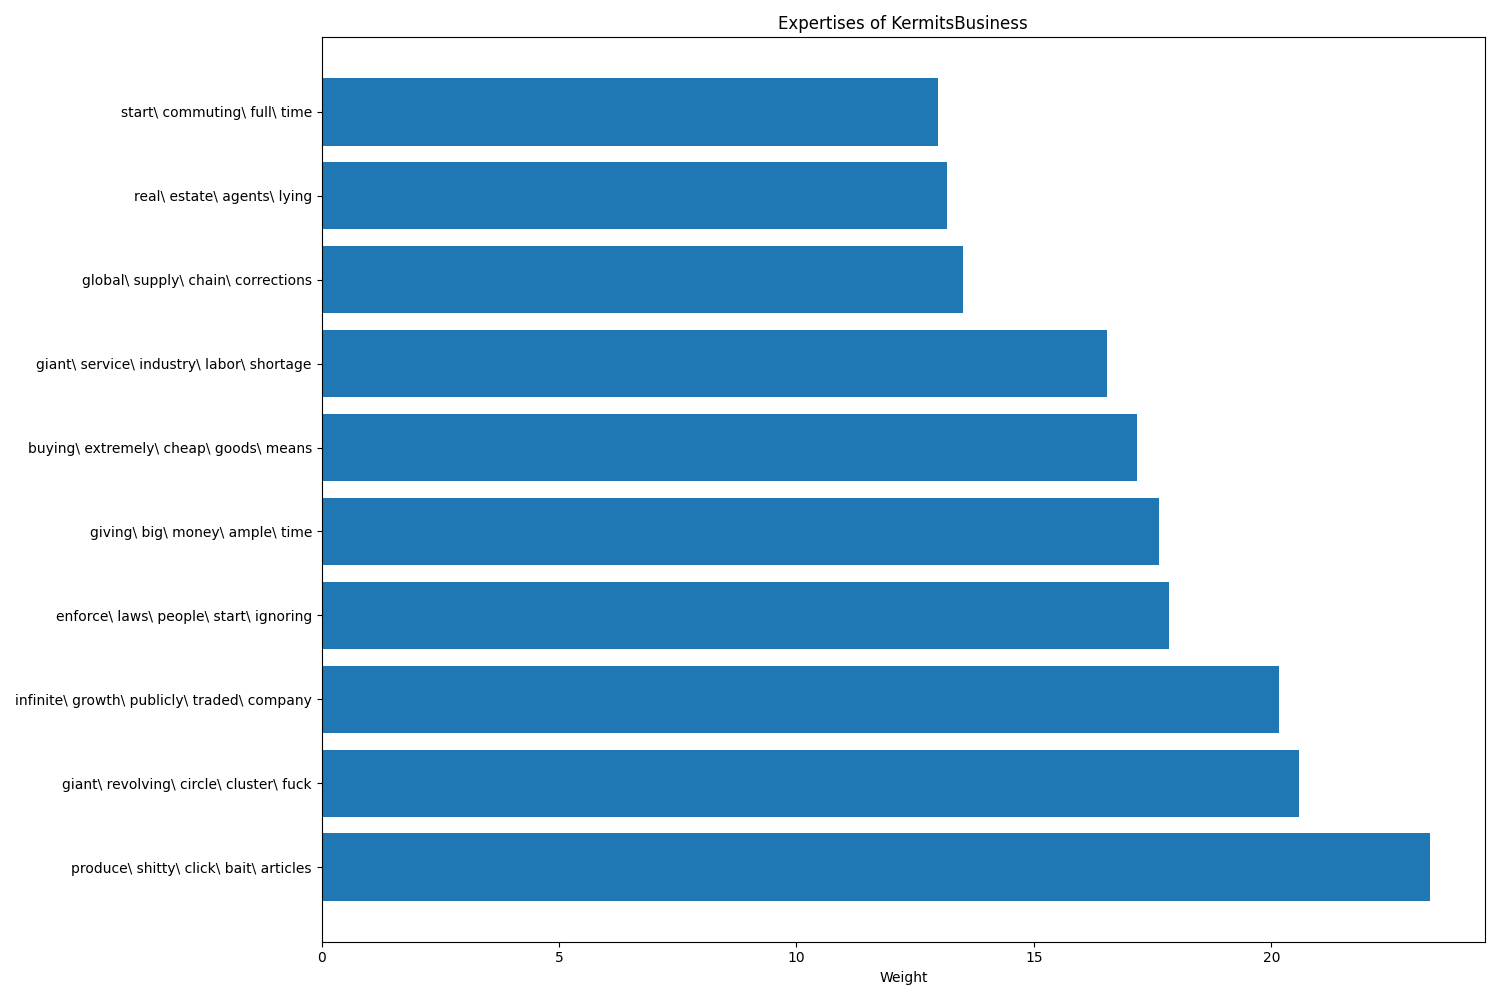 Expertises of KermitsBusiness
start\ commuting\ full\ time
real\ estate\ agents\ lying
global\ supply\ chain\ corrections
giant\ service\ industry\ labor\ shortage
buying\ extremely\ cheap\ goods\ means
giving\ big\ money\ ample\ time
enforce\ laws\ people\ start\ ignoring
infinite\ growth\ publicly\ traded\ company
giant\ revolving\ circle\ cluster\ fuck
produce\ shitty\ click\ bait\ articles
0 5 10 15 20
Weight